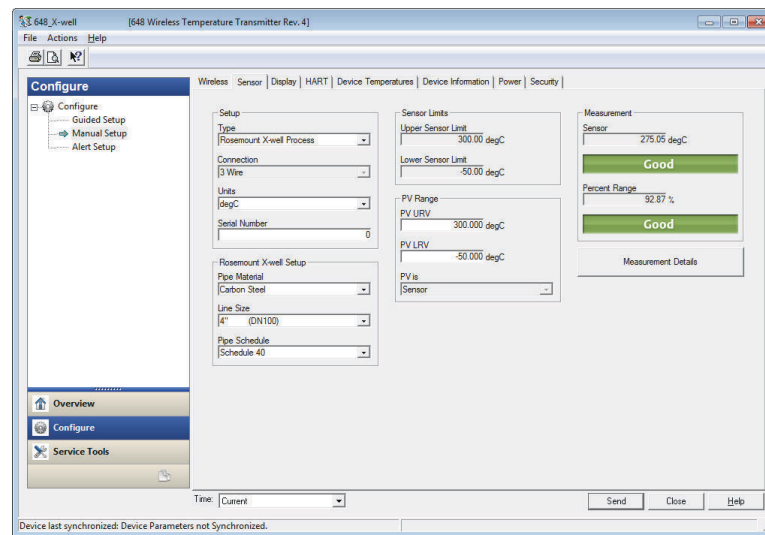 648_X-well [648 Wireless Temperature Transmitter Rev. 4]
File Actions Help
Configure
Configure
Guided Setup
Manual Setup
Alert Setup
Overview
Configure
Service Tools
Wireless Sensor Display HART Device Temperatures Device Information Power Security
Setup
Type
Rosemount X-well Process
Connection
3 Wire
Units
degC
Serial Number
0
Rosemount X-well Setup
Pipe Material
Carbon Steel
Line Size
4" (DN100)
Pipe Schedule
Schedule 40
Sensor Limits
Upper Sensor Limit
300.00 degC
Lower Sensor Limit
-50.00 degC
PV Range
PV URV
300.000 degC
PV LRV
-50.000 degC
PV is
Sensor
Measurement
Sensor
275.05 degC
Good
Percent Range
92.87 %
Good
Measurement Details
Time: Current
Send Close Help
Device last synchronized: Device Parameters not Synchronized.